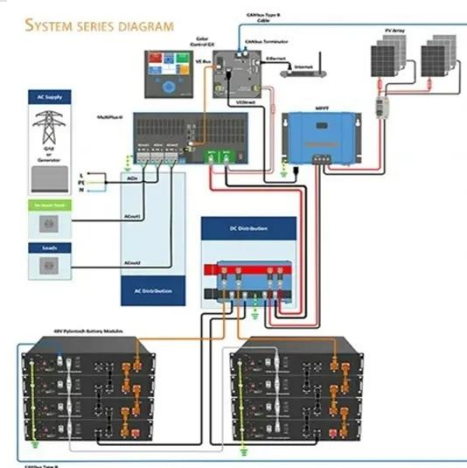 SYSTEM SERIES DIAGRAM
CANbus Type B
Cable
Color
Control GX
CANbus Terminator
PV Array
VE Bus
Ethernet
Internet
AC Supply
VEDirect
MPPT
MultiPlus-II
Grid
or
Generator
L
PE
N
ACin
ACout1
Loads
ACout2
DC Distribution
AC Distribution
48V Pylontech Battery Modules
CANbus Type B